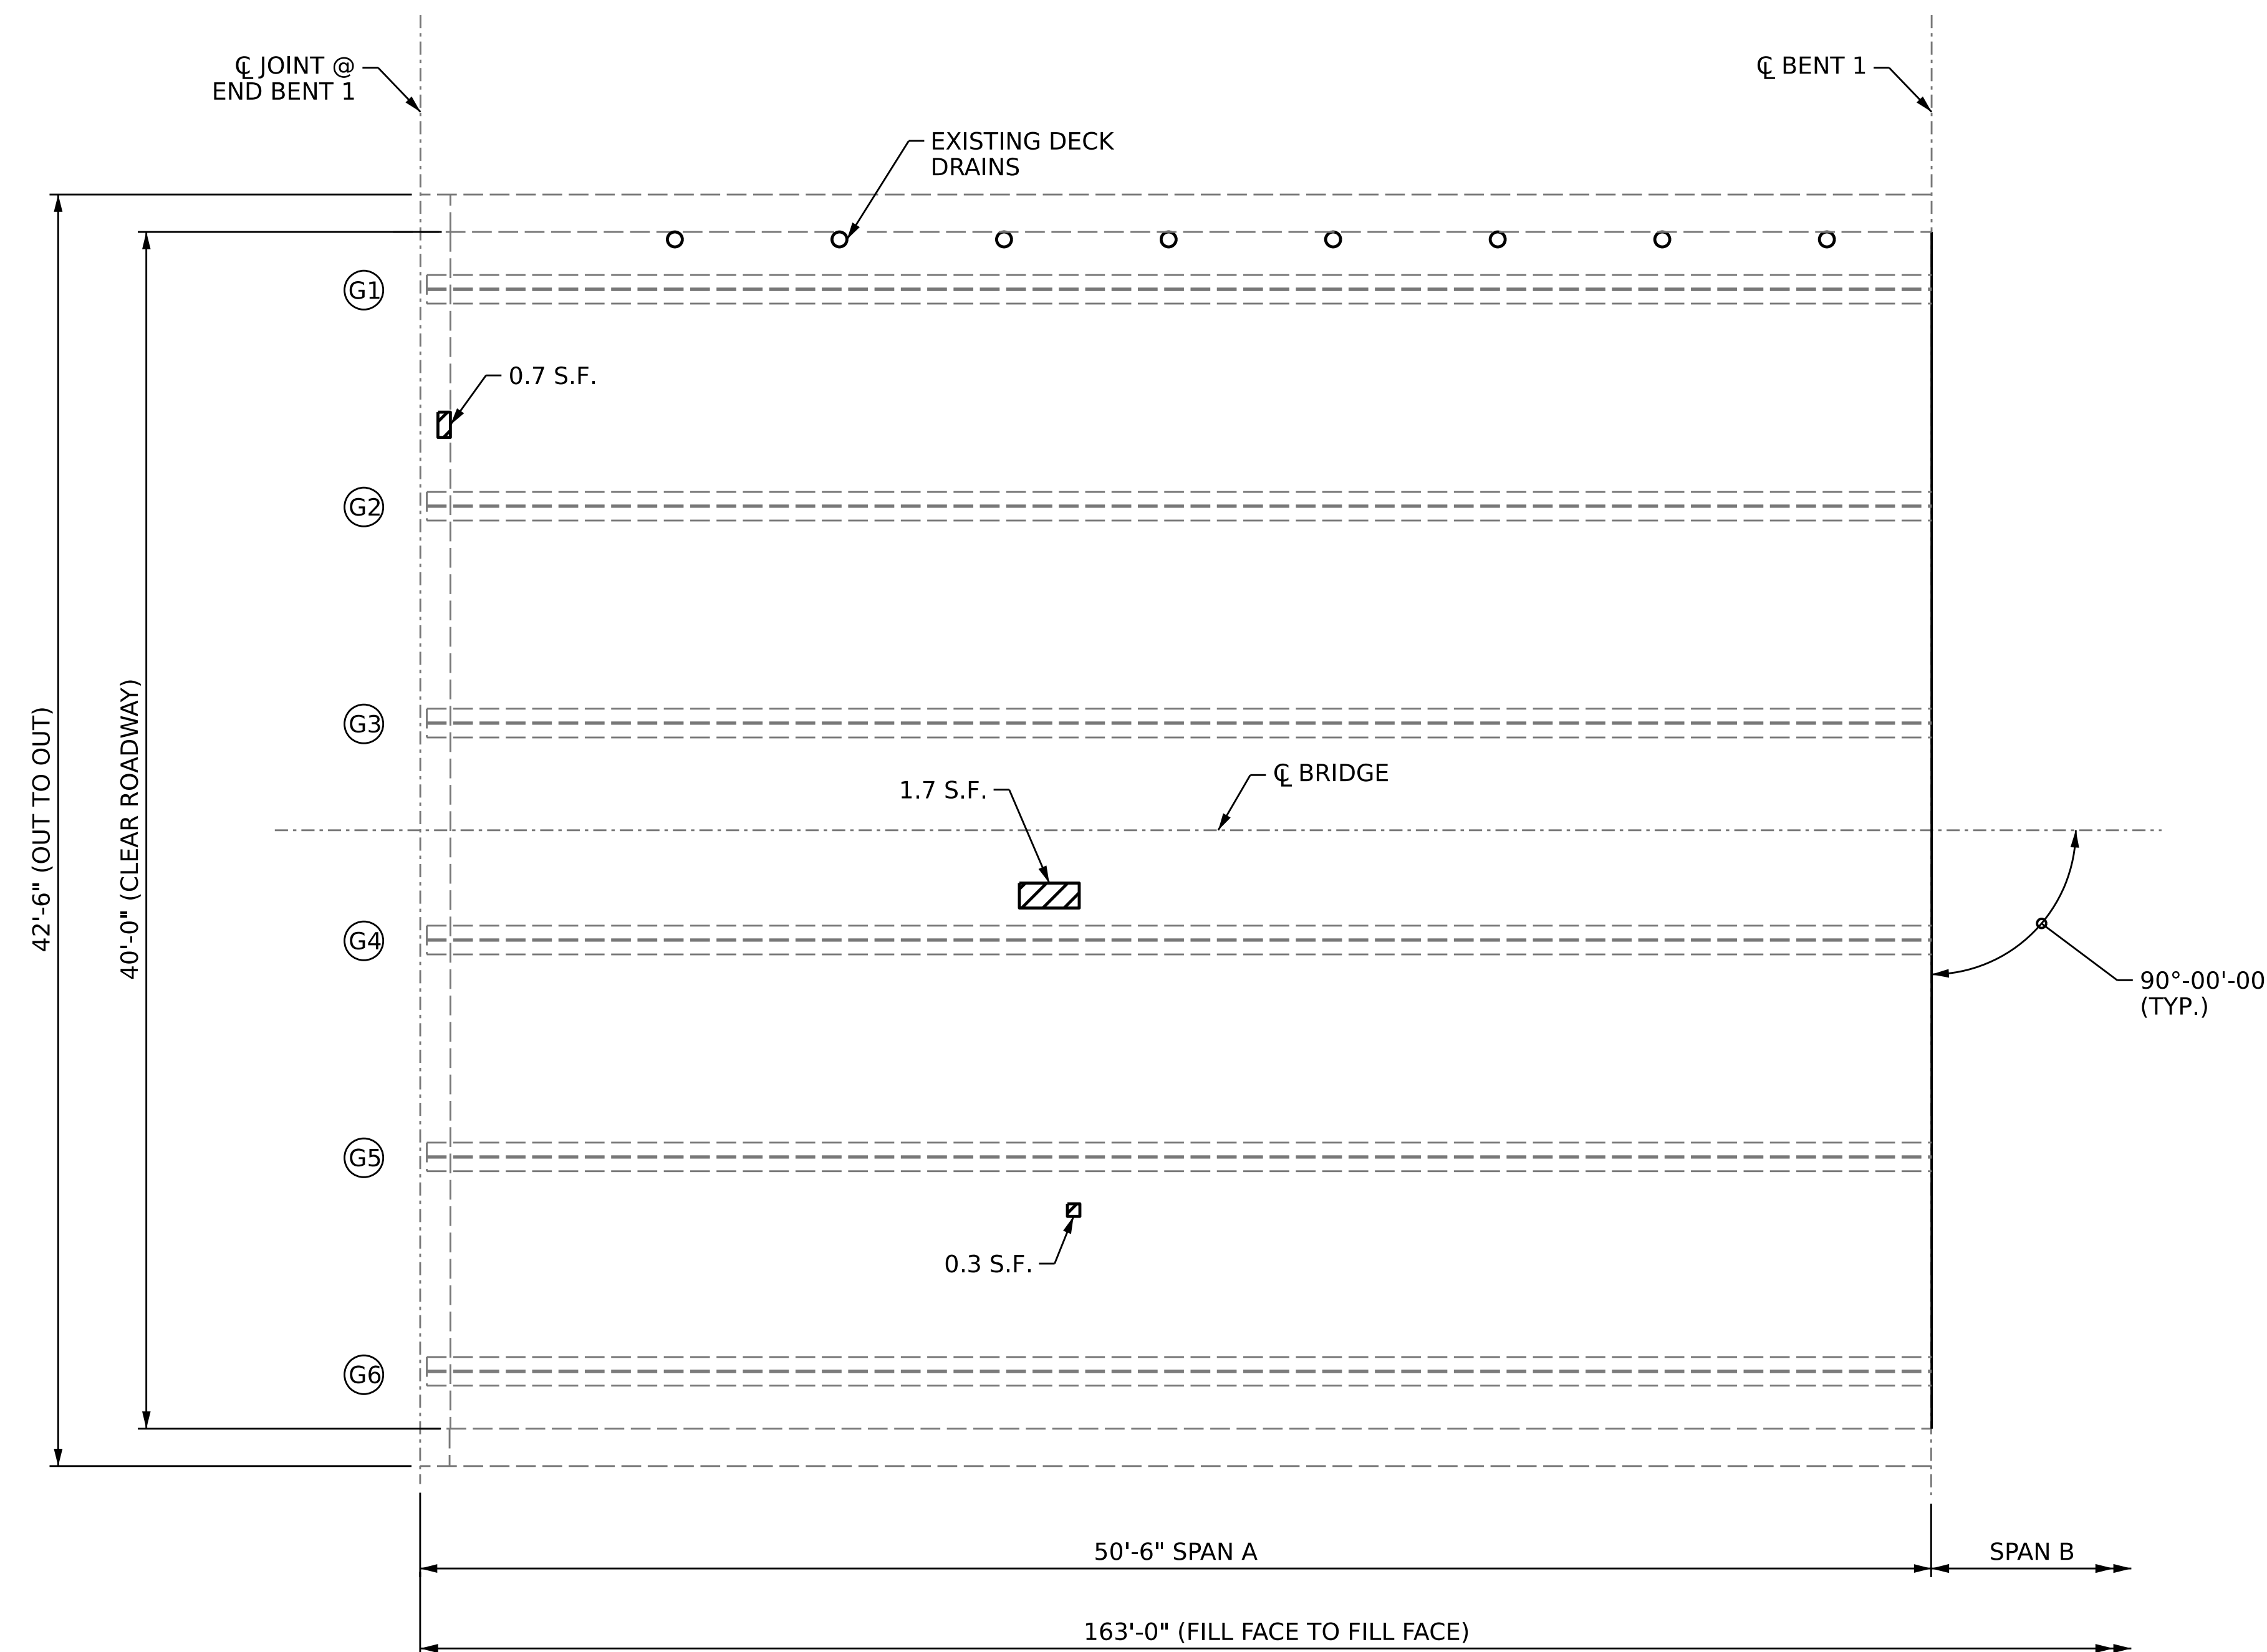 ℄ JOINT @
END BENT 1
℄ BENT 1
EXISTING DECK
DRAINS
G1
0.7 S.F.
G2
G3
℄ BRIDGE
1.7 S.F.
42'-6" (OUT TO OUT)
40'-0" (CLEAR ROADWAY)
G4
90°-00'-00
(TYP.)
G5
0.3 S.F.
G6
50'-6" SPAN A
SPAN B
163'-0" (FILL FACE TO FILL FACE)